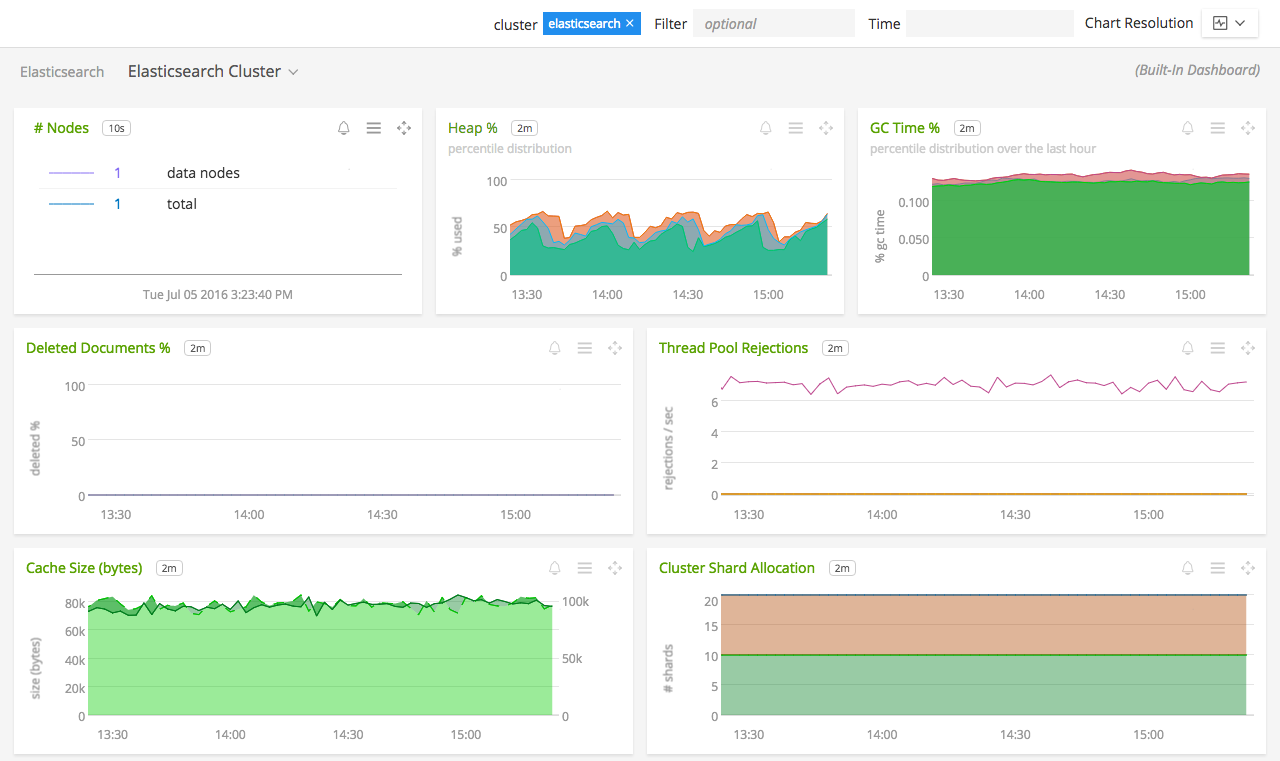 cluster elasticsearch × Filter optional Time Chart Resolution
Elasticsearch Elasticsearch Cluster (Built-In Dashboard)
# Nodes 10s
1 data nodes
1 total
Tue Jul 05 2016 3:23:40 PM
Heap % 2m
percentile distribution
% used
100
50
0
13:30 14:00 14:30 15:00
GC Time % 2m
percentile distribution over the last hour
% gc time
0.100
0.050
0
13:30 14:00 14:30 15:00
Deleted Documents % 2m
deleted %
100
50
0
13:30 14:00 14:30 15:00
Thread Pool Rejections 2m
rejections / sec
6
4
2
0
13:30 14:00 14:30 15:00
Cache Size (bytes) 2m
size (bytes)
80k 100k
60k
40k 50k
20k
0 0
13:30 14:00 14:30 15:00
Cluster Shard Allocation 2m
# shards
20
15
10
5
0
13:30 14:00 14:30 15:00